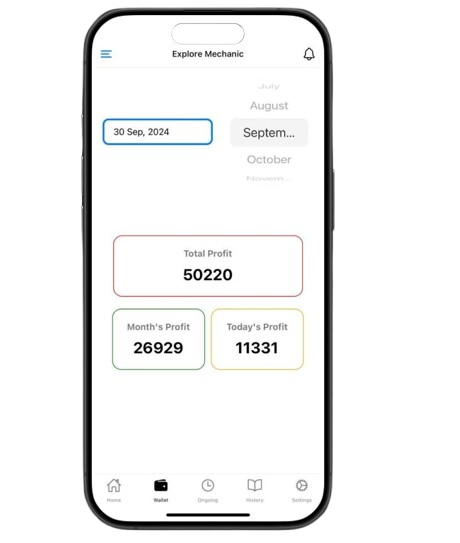 Explore Mechanic
July
August
30 Sep, 2024
Septem...
October
Novem...
Total Profit
50220
Month's Profit
Today's Profit
26929
11331
Home
Wallet
Ongoing
History
Settings